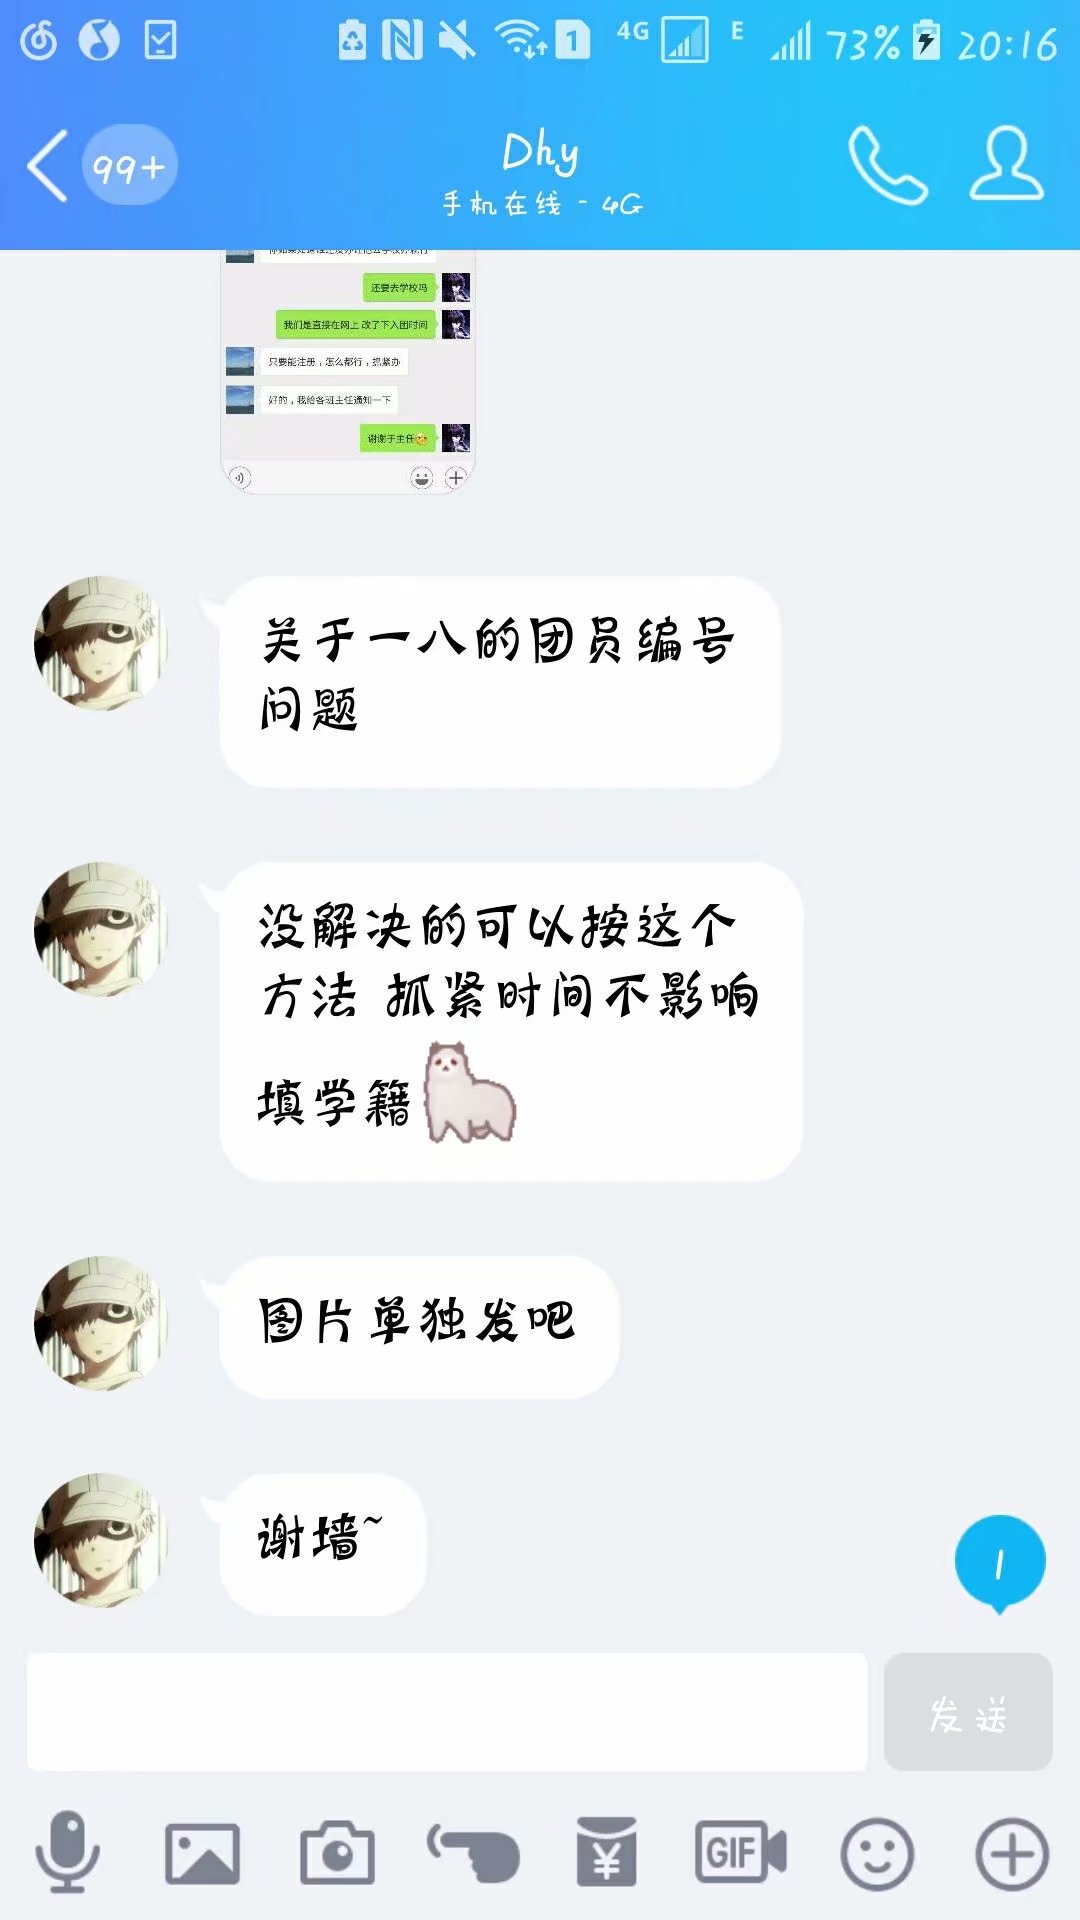 1 4G E 73% 20:16
99+ Dhy
手机在线 - 4G
还要去学校吗
我们是直接在网上 改了下入团时间
只要能注册，怎么都行，抓紧办
好的，我给各班主任通知一下
谢谢于主任
关于一八的团员编号
问题
没解决的可以按这个
方法 抓紧时间不影响
填学籍
图片单独发吧
谢墙~
1
发送
GIF